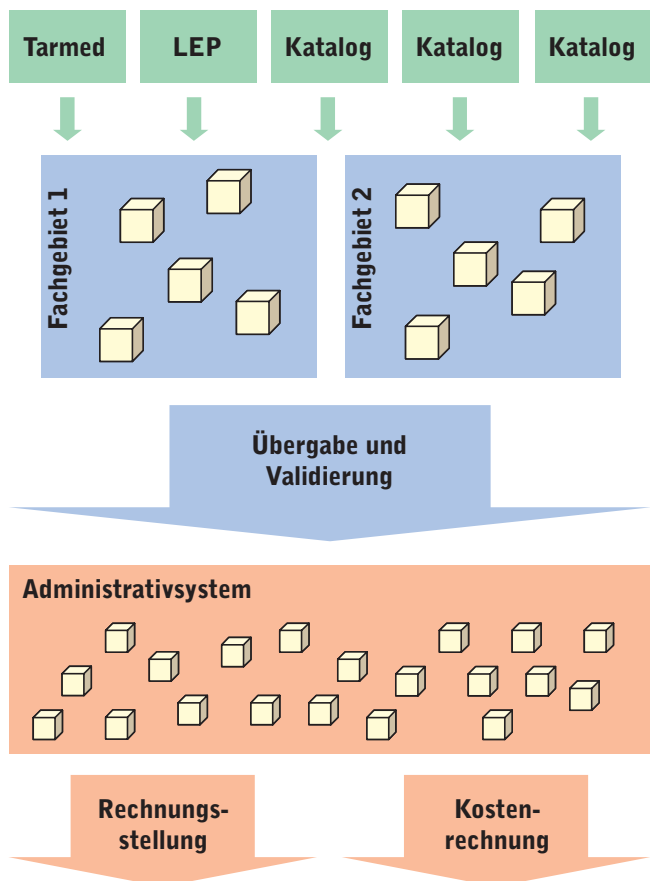 Tarmed
LEP
Katalog
Katalog
Katalog
Fachgebiet 1
Fachgebiet 2
Übergabe und
Validierung
Administrativsystem
Rechnungs-
stellung
Kosten-
rechnung